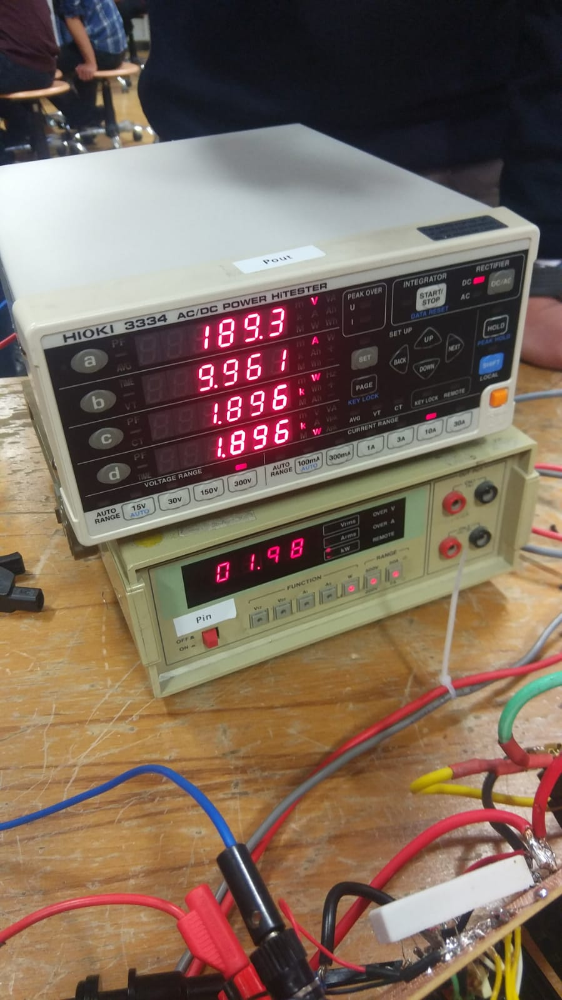 Pout
HIOKI 3334 AC/DC POWER HiTESTER
a PF AVG 189.3 V VA
b TIME VT 9.961 A W
c PF CT 1.896 k W Hz
d PF TIME 1.896 k W
PEAK OVER
U
I
INTEGRATOR
START/STOP
DATA RESET
RECTIFIER
DC
AC
DC/AC
SET UP
SET
BACK
UP
DOWN
NEXT
HOLD
PEAK HOLD
PAGE
KEY LOCK
SHIFT
LOCAL
AVG VT CT KEY LOCK REMOTE
VOLTAGE RANGE
CURRENT RANGE
AUTO RANGE 15V AUTO 30V 150V 300V
AUTO RANGE 100mA AUTO 300mA 1A 3A 10A 30A
01.98
Vrms
Arms
kW
OVER V
OVER A
REMOTE
FUNCTION
RANGE
W
Pin
OFF
ON